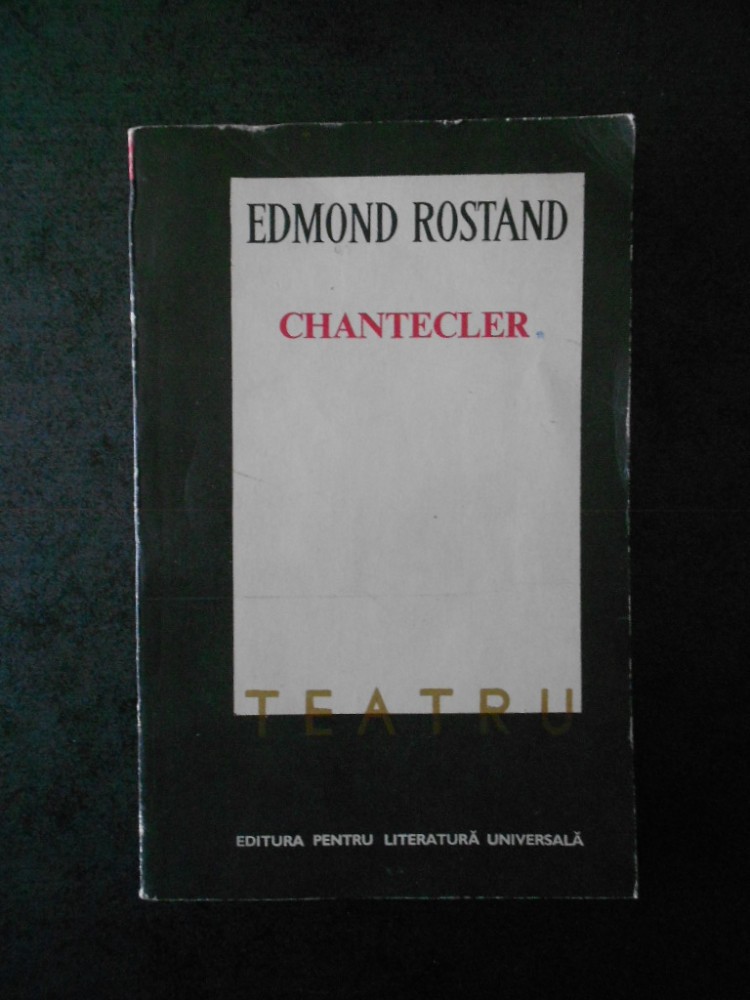 EDMOND ROSTAND
CHANTECLER
TEATRU
EDITURA PENTRU LITERATURĂ UNIVERSALĂ